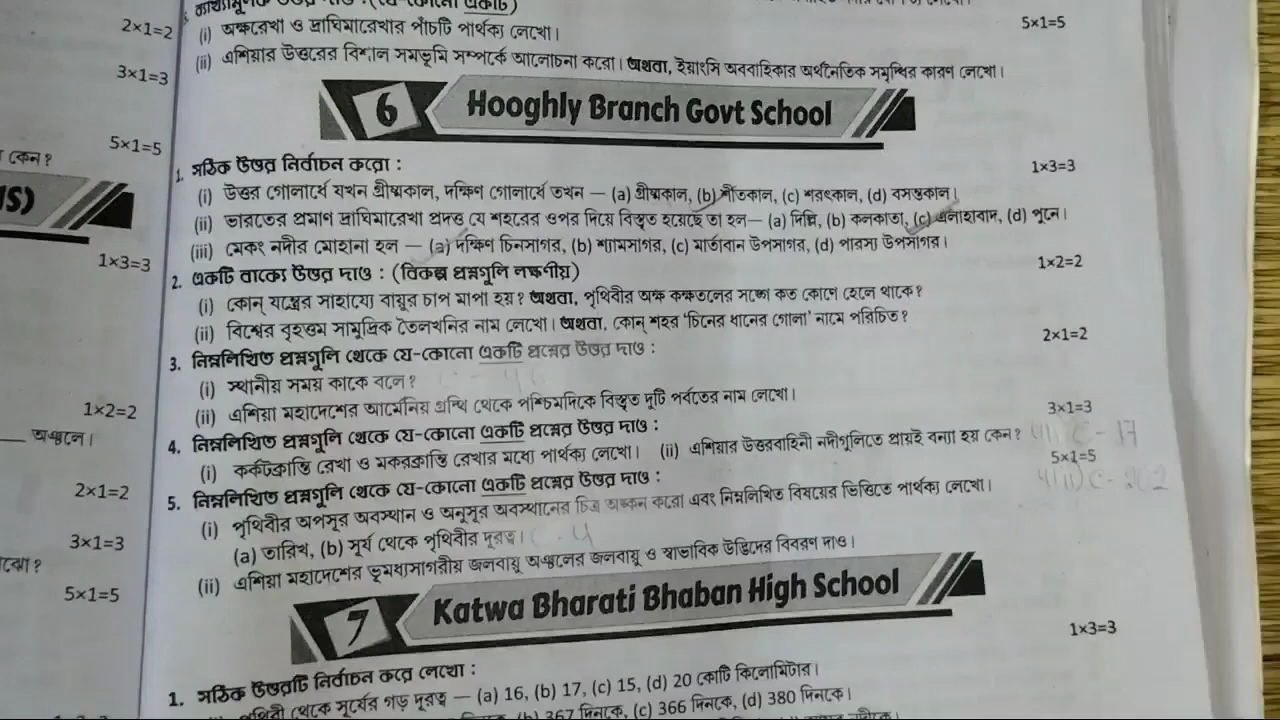 2×1=2
3×1=3
5×1=5
কেন?
1×3=3
1×2=2
অঞ্চলে।
2×1=2
3×1=3
5×1=5
(i) অক্ষরেখা ও দ্রাঘিমারেখার পাঁচটি পার্থক্য লেখো। 5×1=5
(ii) এশিয়ার উত্তরের বিশাল সমভূমি সম্পর্কে আলোচনা করো। অথবা, ইয়াংসি অববাহিকার অর্থনৈতিক সমৃদ্ধির কারণ লেখো।
6 Hooghly Branch Govt School
1. সঠিক উত্তর নির্বাচন করো : 1×3=3
(i) উত্তর গোলার্ধে যখন গ্রীষ্মকাল, দক্ষিণ গোলার্ধে তখন — (a) গ্রীষ্মকাল, (b) শীতকাল, (c) শরৎকাল, (d) বসন্তকাল।
(ii) ভারতের প্রমাণ দ্রাঘিমারেখা প্রদত্ত যে শহরের ওপর দিয়ে বিস্তৃত হয়েছে তা হল— (a) দিল্লি, (b) কলকাতা, (c) এলাহাবাদ, (d) পুনে।
(iii) মেকং নদীর মোহানা হল — (a) দক্ষিণ চিনসাগর, (b) শ্যামসাগর, (c) মার্তাবান উপসাগর, (d) পারস্য উপসাগর।
2. একটি বাক্যে উত্তর দাও : (বিকল্প প্রশ্নগুলি লক্ষণীয়) 1×2=2
(i) কোন্ যন্ত্রের সাহায্যে বায়ুর চাপ মাপা হয়? অথবা, পৃথিবীর অক্ষ কক্ষতলের সঙ্গে কত কোণে হেলে থাকে?
(ii) বিশ্বের বৃহত্তম সামুদ্রিক তৈলখনির নাম লেখো। অথবা, কোন্ শহর ‘চিনের ধানের গোলা’ নামে পরিচিত?
3. নিম্নলিখিত প্রশ্নগুলি থেকে যে-কোনো একটি প্রশ্নের উত্তর দাও : 2×1=2
(i) স্থানীয় সময় কাকে বলে?
(ii) এশিয়া মহাদেশের আর্মেনিয় গ্রন্থি থেকে পশ্চিমদিকে বিস্তৃত দুটি পর্বতের নাম লেখো।
4. নিম্নলিখিত প্রশ্নগুলি থেকে যে-কোনো একটি প্রশ্নের উত্তর দাও : 3×1=3
(i) কর্কটক্রান্তি রেখা ও মকরক্রান্তি রেখার মধ্যে পার্থক্য লেখো। (ii) এশিয়ার উত্তরবাহিনী নদীগুলিতে প্রায়ই বন্যা হয় কেন?
5. নিম্নলিখিত প্রশ্নগুলি থেকে যে-কোনো একটি প্রশ্নের উত্তর দাও : 5×1=5
(i) পৃথিবীর অপসূর অবস্থান ও অনুসূর অবস্থানের চিত্র অঙ্কন করো এবং নিম্নলিখিত বিষয়ের ভিত্তিতে পার্থক্য লেখো।
(a) তারিখ, (b) সূর্য থেকে পৃথিবীর দূরত্ব।
(ii) এশিয়া মহাদেশের ভূমধ্যসাগরীয় জলবায়ু অঞ্চলের জলবায়ু ও স্বাভাবিক উদ্ভিদের বিবরণ দাও।
7 Katwa Bharati Bhaban High School
1. সঠিক উত্তরটি নির্বাচন করে লেখো : 1×3=3
পৃথিবী থেকে সূর্যের গড় দূরত্ব — (a) 16, (b) 17, (c) 15, (d) 20 কোটি কিলোমিটার।
(b) 367 দিনকে, (c) 366 দিনকে, (d) 380 দিনকে।